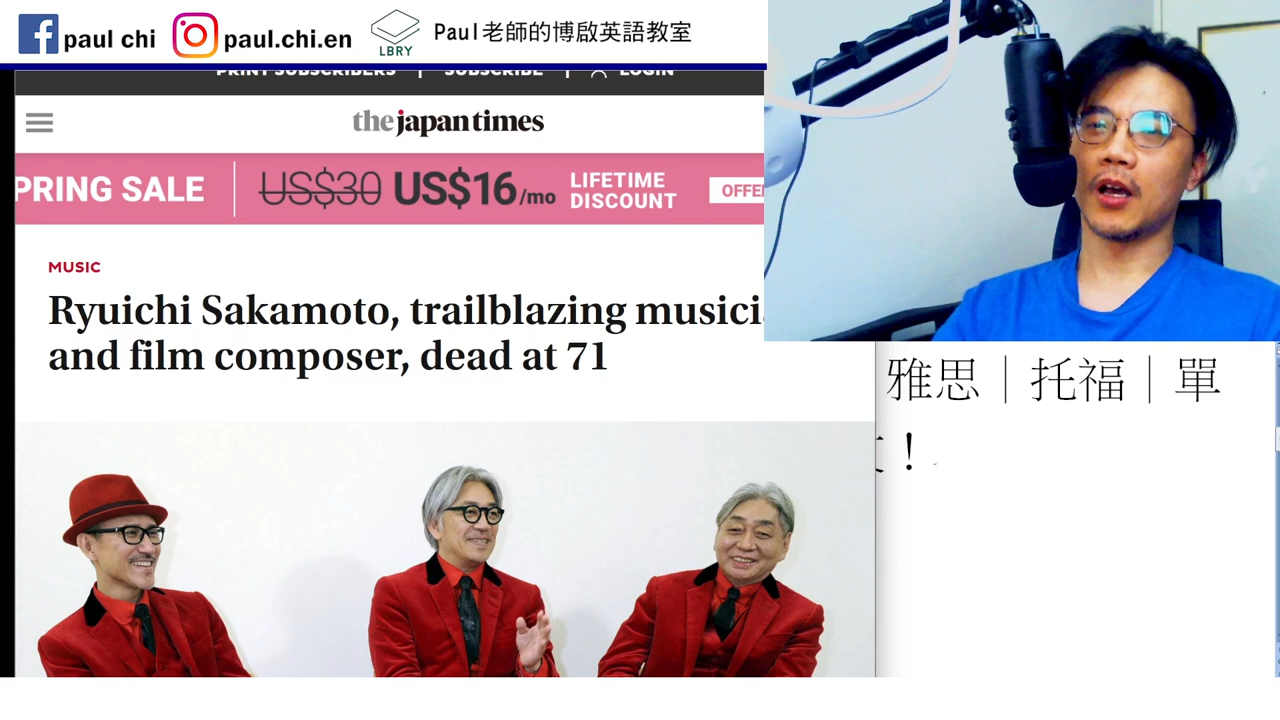 paul chi
paul.chi.en
LBRY
Paul老師的博啟英語教室
PRINT SUBSCRIBERS | SUBSCRIBE | LOGIN
the japan times
PRING SALE | US$30 US$16/mo LIFETIME DISCOUNT OFFE
MUSIC
Ryuichi Sakamoto, trailblazing musici
and film composer, dead at 71
雅思｜托福｜單
！